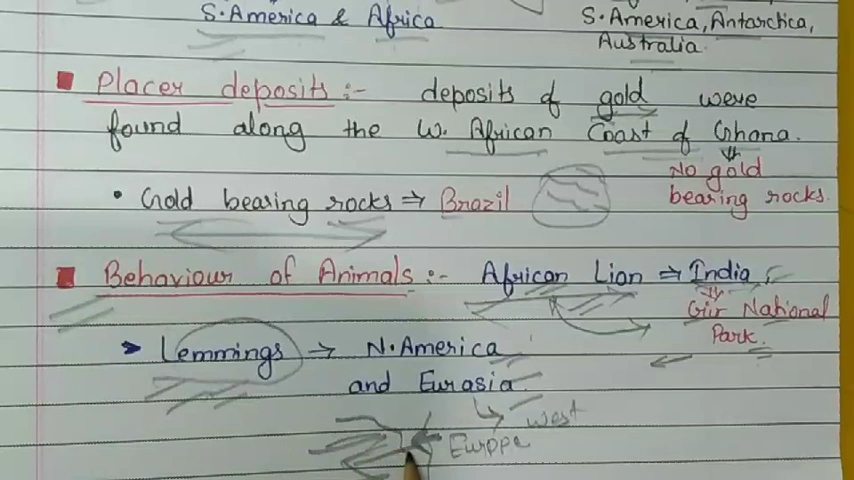 S. America & Africa
S. America, Antarctica,
Australia.
Placer deposits :- deposits of gold were
found along the W. African Coast of Ghana.
No gold
bearing rocks.
• Gold bearing rocks ⇒ Brazil
Behaviour of Animals :- African Lion ⇒ India
Gir National
Park.
➤ Lemmings → N. America
and Eurasia
West
Europe